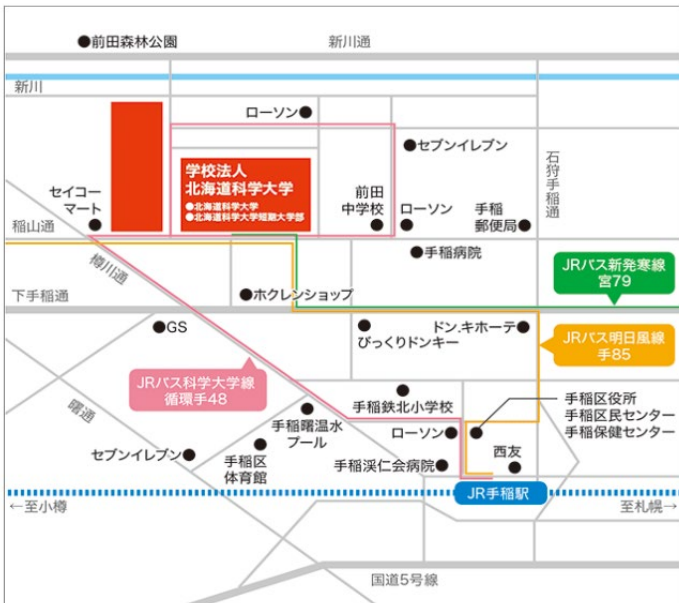 ●前田森林公園
新川通
新川
ローソン●
●セブンイレブン
学校法人
北海道科学大学
●北海道科学大学
●北海道科学大学短期大学部
石狩手稲通
セイコー
マート
前田
中学校
ローソン
手稲
郵便局●
稲山通
樽川通
●手稲病院
JRバス新発寒線
宮79
下手稲通
●ホクレンショップ
●GS
びっくりドンキー
ドン.キホーテ
JRバス明日風線
手85
JRバス科学大学線
循環手48
曙通
手稲鉄北小学校
手稲区役所
手稲区民センター
手稲保健センター
手稲曙温水
プール
ローソン●
セブンイレブン●
手稲区
体育館
西友
手稲渓仁会病院●
JR手稲駅
←至小樽
至札幌→
国道5号線